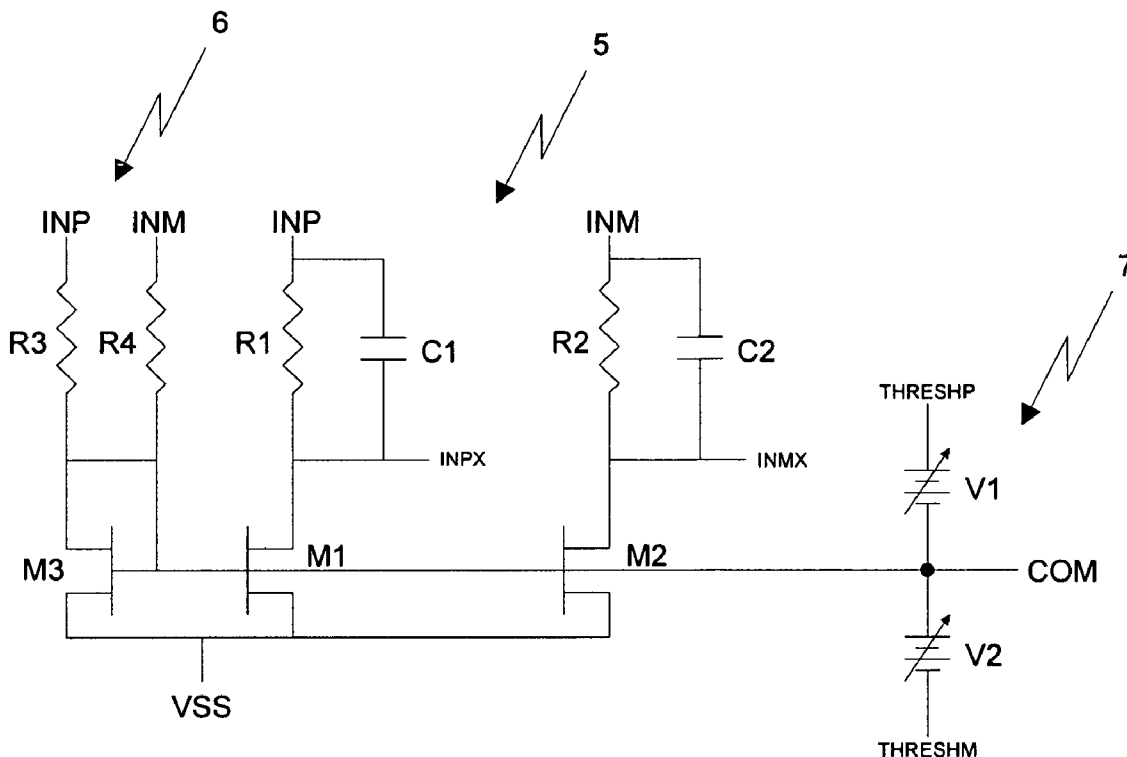 6
5
7
INP INM INP INM
R3 R4 R1 C1 R2 C2
THRESHP
INPX INMX
V1
M3 M1 M2
COM
V2
VSS
THRESHM